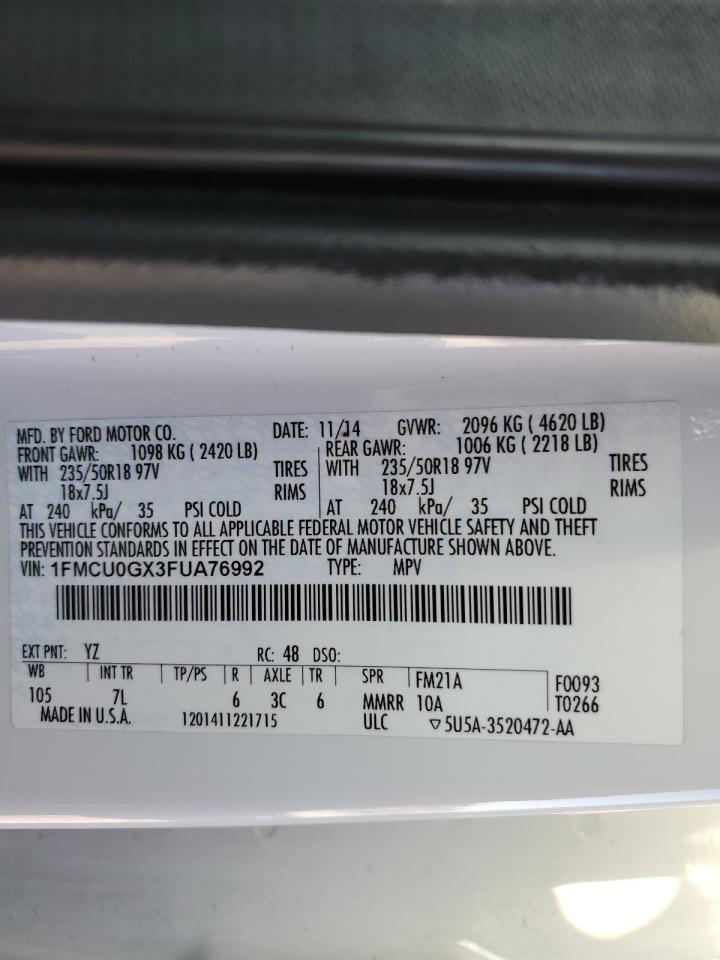 MFD. BY FORD MOTOR CO. DATE: 11/14 GVWR: 2096 KG ( 4620 LB)
FRONT GAWR: 1098 KG ( 2420 LB) REAR GAWR: 1006 KG ( 2218 LB)
WITH 235/50R18 97V TIRES WITH 235/50R18 97V TIRES
18x7.5J RIMS 18x7.5J RIMS
AT 240 kPa/ 35 PSI COLD AT 240 kPa/ 35 PSI COLD
THIS VEHICLE CONFORMS TO ALL APPLICABLE FEDERAL MOTOR VEHICLE SAFETY AND THEFT
PREVENTION STANDARDS IN EFFECT ON THE DATE OF MANUFACTURE SHOWN ABOVE.
VIN: 1FMCU0GX3FUA76992 TYPE: MPV
EXT PNT: YZ RC: 48 DSO:
WB INT TR TP/PS R AXLE TR SPR FM21A F0093
105 7L 6 3C 6 MMRR 10A T0266
MADE IN U.S.A. 1201411221715 ULC ▽5U5A-3520472-AA